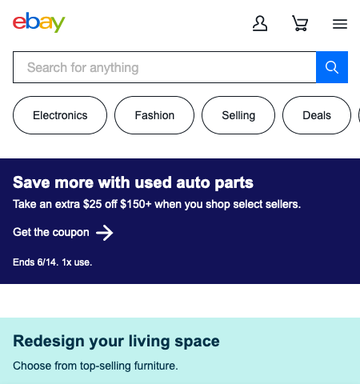 ebay
Search for anything
Electronics
Fashion
Selling
Deals
Save more with used auto parts
Take an extra $25 off $150+ when you shop select sellers.
Get the coupon
Ends 6/14. 1x use.
Redesign your living space
Choose from top-selling furniture.